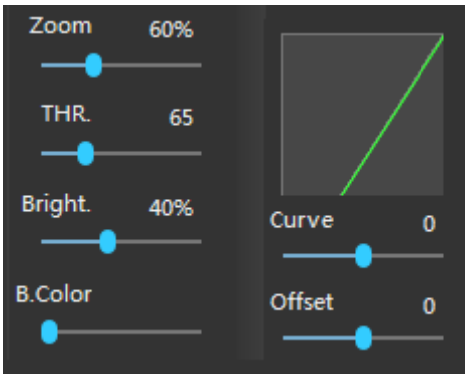 Zoom 60%
THR. 65
Bright. 40%
B.Color
Curve 0
Offset 0